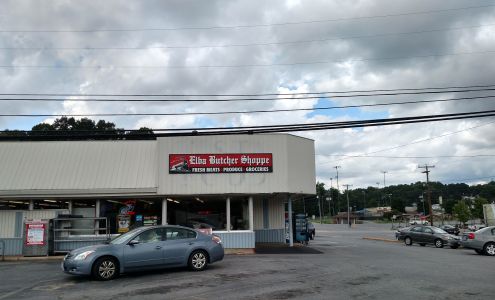 Elba Butcher Shoppe
FRESH MEATS PRODUCE GROCERIES